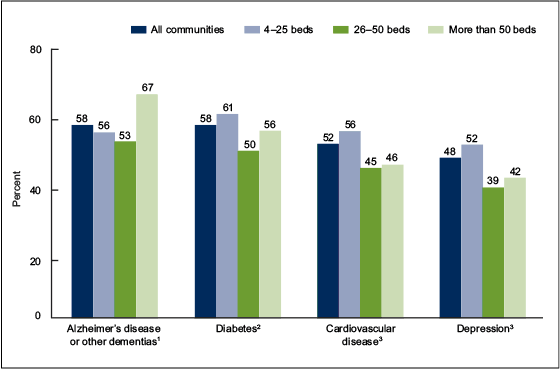 All communities 4–25 beds 26–50 beds More than 50 beds
80
60
40
20
0
Percent
58 56 53 67
58 61 50 56
52 56 45 46
48 52 39 42
Alzheimer's disease
or other dementias¹
Diabetes²
Cardiovascular
disease³
Depression³